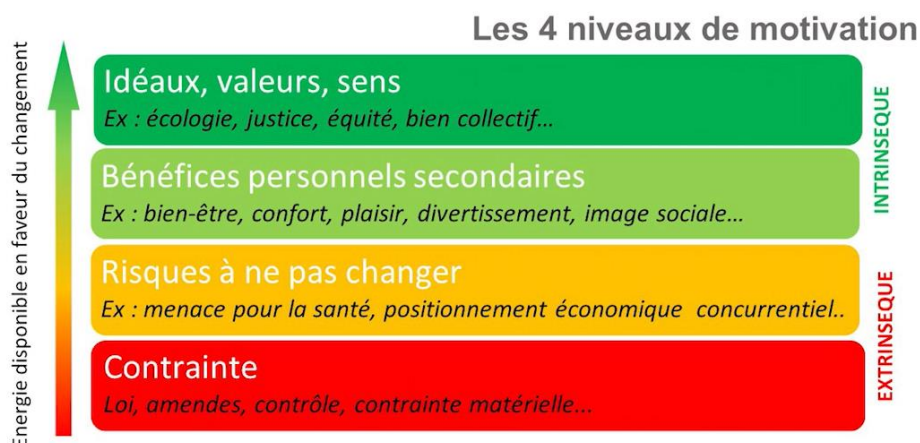 Les 4 niveaux de motivation
Energie disponible en faveur du changement
Idéaux, valeurs, sens
Ex : écologie, justice, équité, bien collectif...
Bénéfices personnels secondaires
Ex : bien-être, confort, plaisir, divertissement, image sociale...
INTRINSEQUE
Risques à ne pas changer
Ex : menace pour la santé, positionnement économique concurrentiel..
Contrainte
Loi, amendes, contrôle, contrainte matérielle...
EXTRINSEQUE